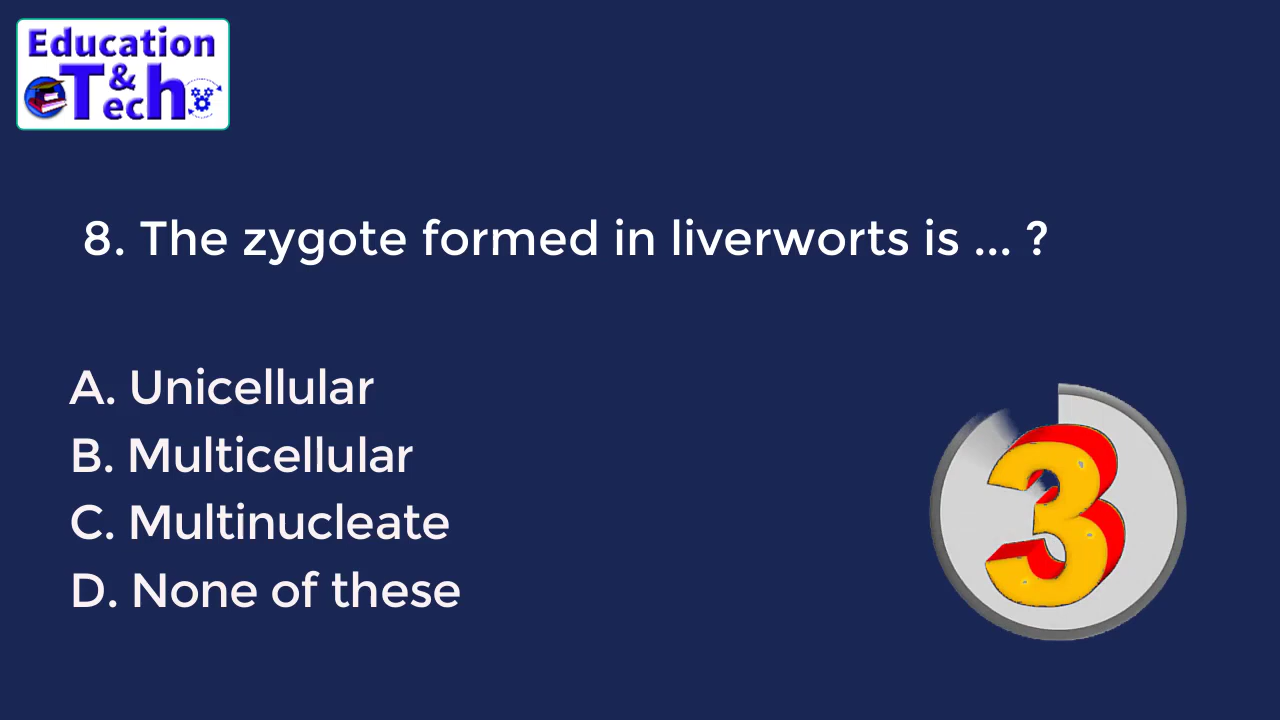 Education
&
Tech
8. The zygote formed in liverworts is ... ?
A. Unicellular
B. Multicellular
C. Multinucleate
D. None of these
3